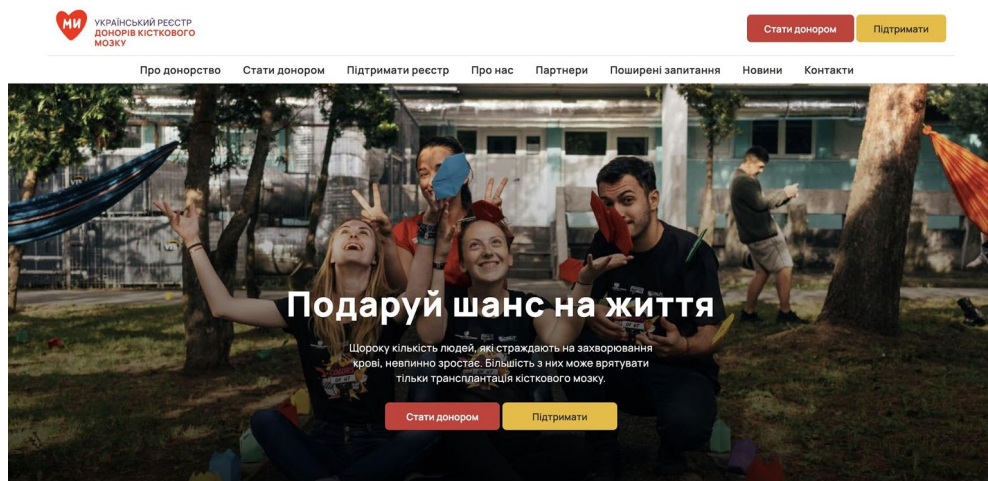 МИ
УКРАЇНСЬКИЙ РЕЄСТР
ДОНОРІВ КІСТКОВОГО
МОЗКУ
Стати донором Підтримати
Про донорство Стати донором Підтримати реєстр Про нас Партнери Поширені запитання Новини Контакти
Подаруй шанс на життя
Щороку кількість людей, які страждають на захворювання
крові, невпинно зростає. Більшість з них може врятувати
тільки трансплантація кісткового мозку.
Стати донором Підтримати